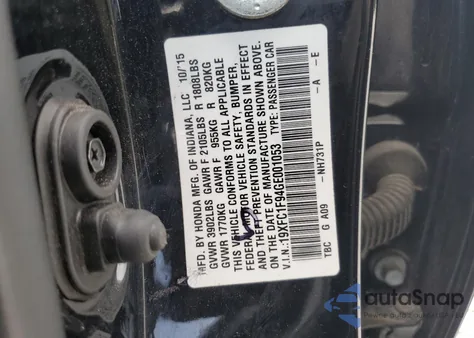 MFD. BY HONDA MFG. OF INDIANA, LLC 10/15
GVWR 3902LBS GAWR F 2105LBS R 1808LBS
GVWR 1770KG GAWR F 955KG R 820KG
THIS VEHICLE CONFORMS TO ALL APPLICABLE
FEDERAL MOTOR VEHICLE SAFETY, BUMPER,
AND THEFT PREVENTION STANDARDS IN EFFECT
ON THE DATE OF MANUFACTURE SHOWN ABOVE.
V.I.N.: 19XFC1F94GE001053 TYPE: PASSENGER CAR
TBC G A09 -NH731P -A -E
autoSnap